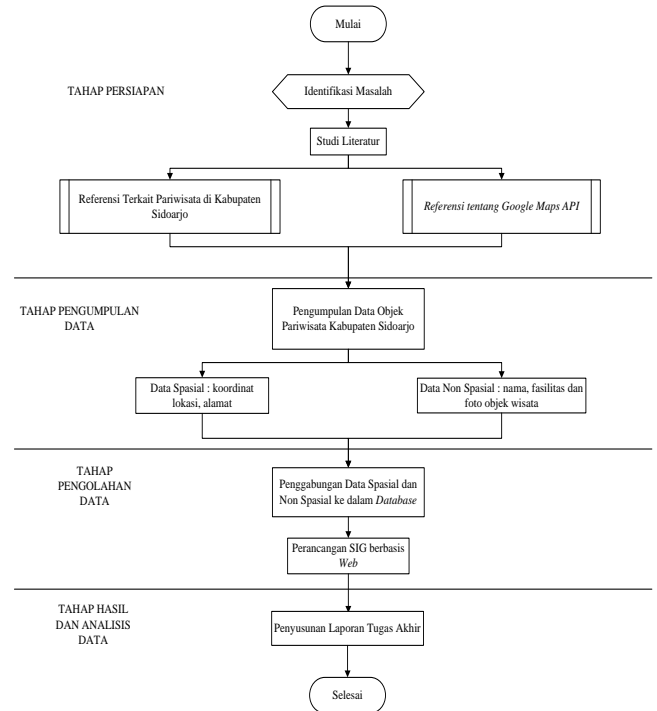 Mulai
TAHAP PERSIAPAN
Identifikasi Masalah
Studi Literatur
Referensi Terkait Pariwisata di Kabupaten
Sidoarjo
Referensi tentang Google Maps API
TAHAP PENGUMPULAN
DATA
Pengumpulan Data Objek
Pariwisata Kabupaten Sidoarjo
Data Spasial : koordinat
lokasi, alamat
Data Non Spasial : nama, fasilitas dan
foto objek wisata
TAHAP
PENGOLAHAN
DATA
Penggabungan Data Spasial dan
Non Spasial ke dalam Database
Perancangan SIG berbasis
Web
TAHAP HASIL
DAN ANALISIS
DATA
Penyusunan Laporan Tugas Akhir
Selesai